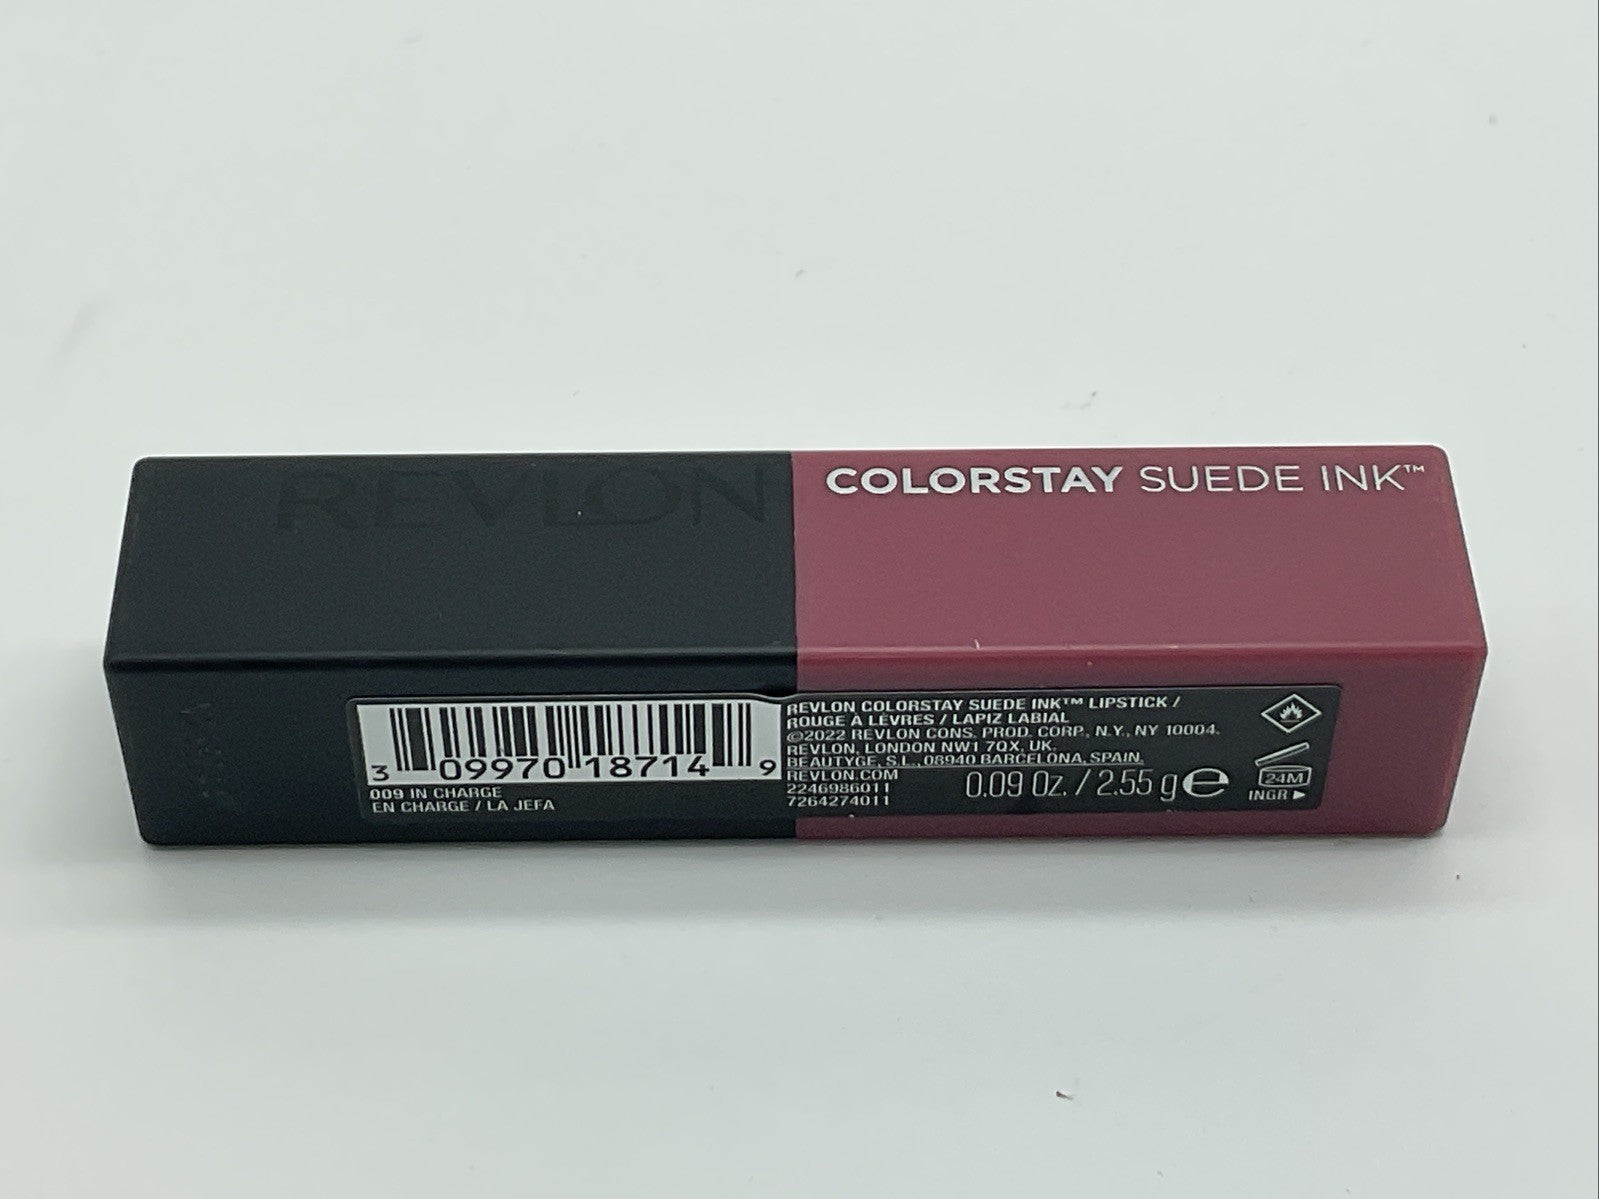 REVLON
COLORSTAY SUEDE INK™
3 09970 18714 9
009 IN CHARGE
EN CHARGE / LA JEFA
REVLON COLORSTAY SUEDE INK™ LIPSTICK /
ROUGE À LÈVRES / LAPIZ LABIAL
©2022 REVLON CONS. PROD. CORP., N.Y., NY 10004.
REVLON, LONDON NW1 7QX, UK.
BEAUTYGE, S.L., 08940 BARCELONA, SPAIN.
REVLON.COM
2246986011
7264274011
0.09 Oz. / 2.55 g ℮
24M
INGR ▶